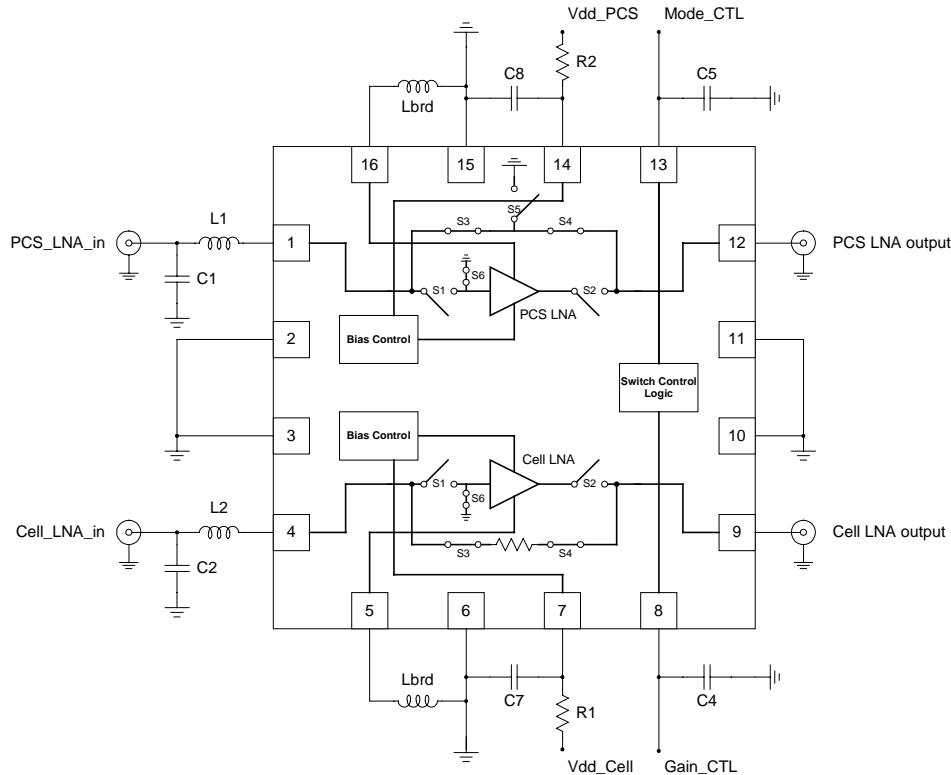 Vdd_PCS Mode_CTL
R2
C8 C5
Lbrd
16 15 14 13
L1 S5
S3 S4
PCS_LNA_in 1 12 PCS LNA output
S6
C1 S1 S2
PCS LNA
2 Bias Control 11
Switch Control
Logic
3 Bias Control 10
Cell LNA
S1 S2
S6
L2
Cell_LNA_in 4 9 Cell LNA output
S3 S4
C2
5 6 7 8
Lbrd
C7 C4
R1
Vdd_Cell Gain_CTL